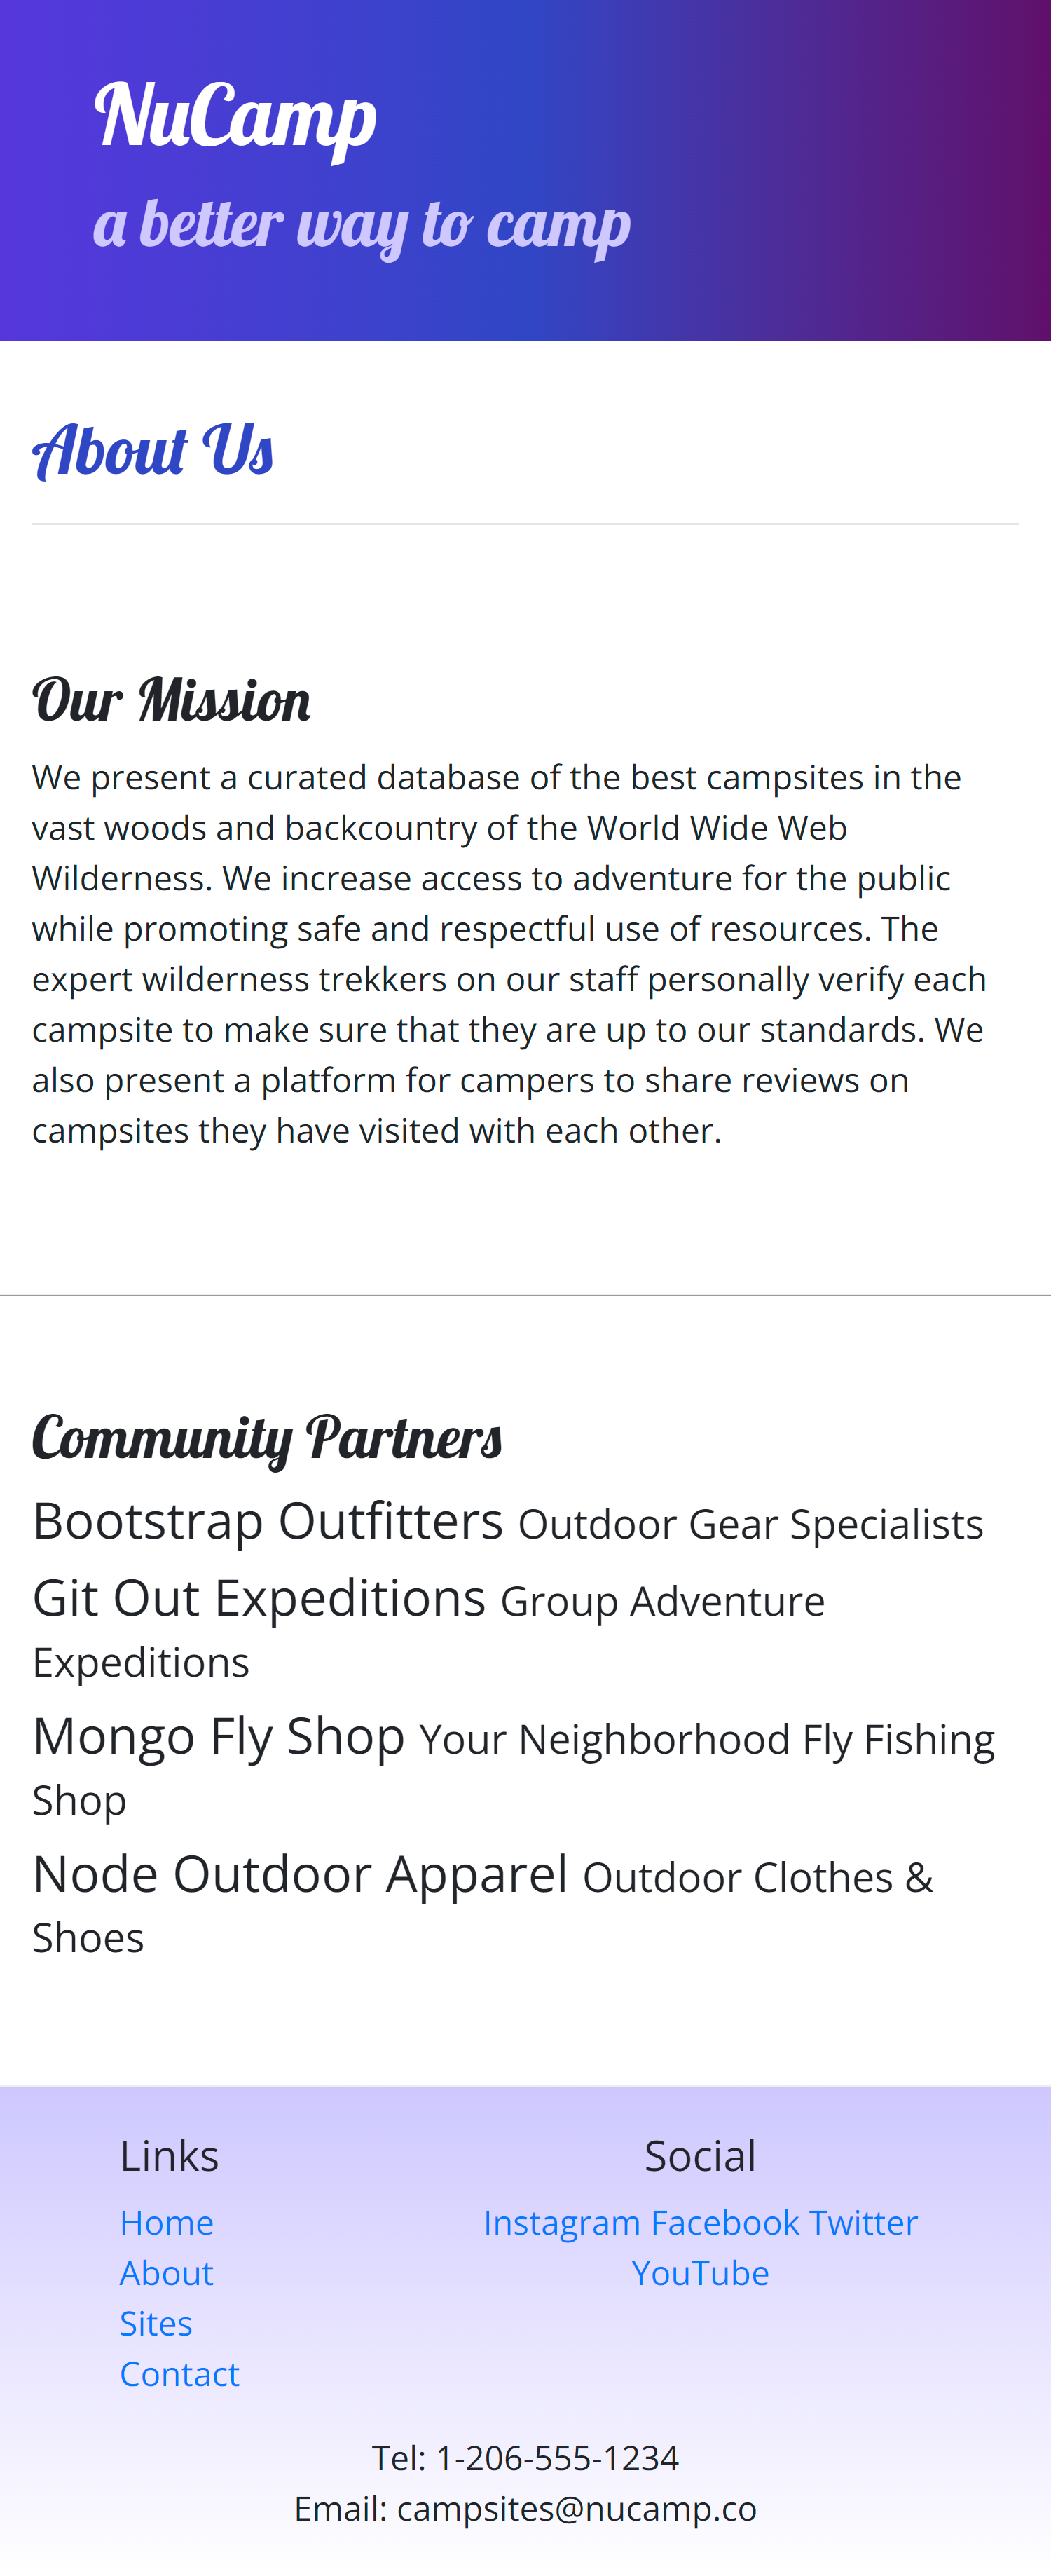 NuCamp
a better way to camp
About Us
Our Mission
We present a curated database of the best campsites in the
vast woods and backcountry of the World Wide Web
Wilderness. We increase access to adventure for the public
while promoting safe and respectful use of resources. The
expert wilderness trekkers on our staff personally verify each
campsite to make sure that they are up to our standards. We
also present a platform for campers to share reviews on
campsites they have visited with each other.
Community Partners
Bootstrap Outfitters Outdoor Gear Specialists
Git Out Expeditions Group Adventure
Expeditions
Mongo Fly Shop Your Neighborhood Fly Fishing
Shop
Node Outdoor Apparel Outdoor Clothes &
Shoes
Links
Home
About
Sites
Contact
Social
Instagram Facebook Twitter
YouTube
Tel: 1-206-555-1234
Email: campsites@nucamp.co